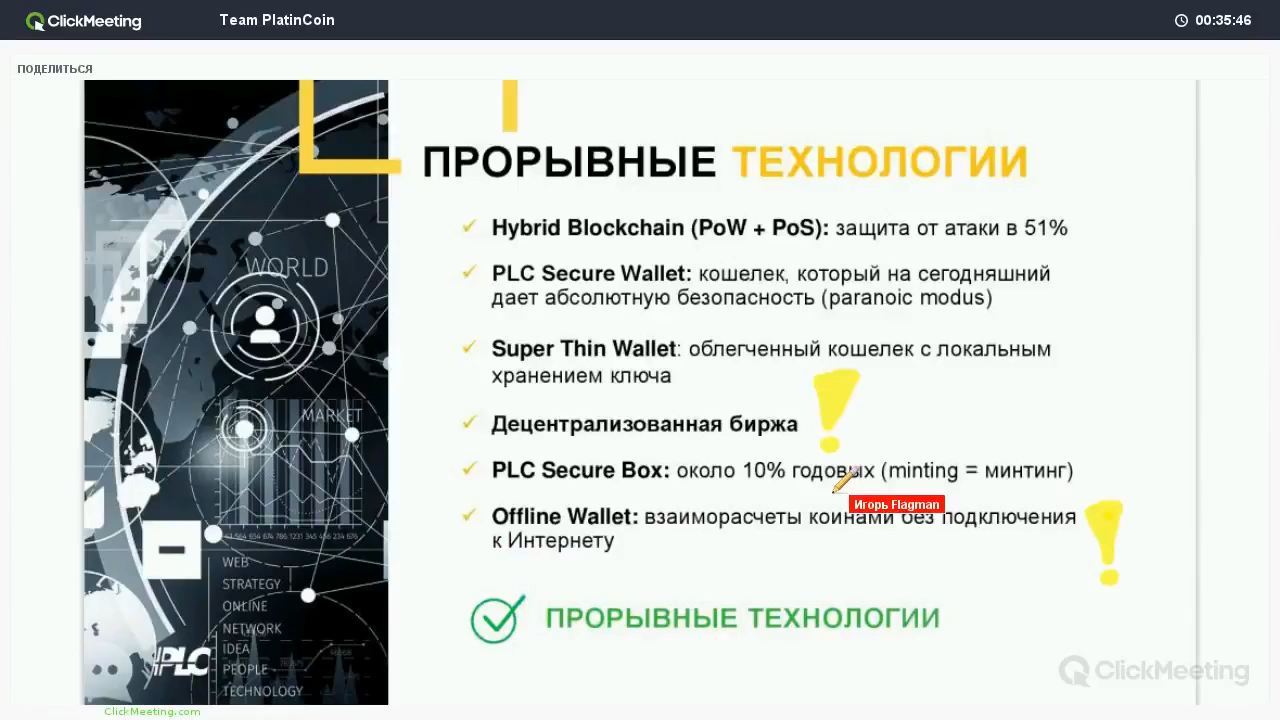 ClickMeeting
Team PlatinCoin
00:35:46
ПОДЕЛИТЬСЯ
ПРОРЫВНЫЕ ТЕХНОЛОГИИ
Hybrid Blockchain (PoW + PoS): защита от атаки в 51%
PLC Secure Wallet: кошелек, который на сегодняшний
дает абсолютную безопасность (paranoic modus)
Super Thin Wallet: облегченный кошелек с локальным
хранением ключа
Децентрализованная биржа
PLC Secure Box: около 10% годовых (minting = минтинг)
Игорь Flagman
Offline Wallet: взаиморасчеты коинами без подключения
к Интернету
ПРОРЫВНЫЕ ТЕХНОЛОГИИ
WORLD
MARKET
WEB
STRATEGY
ONLINE
NETWORK
IDEA
PEOPLE
TECHNOLOGY
PLC
ClickMeeting
ClickMeeting.com